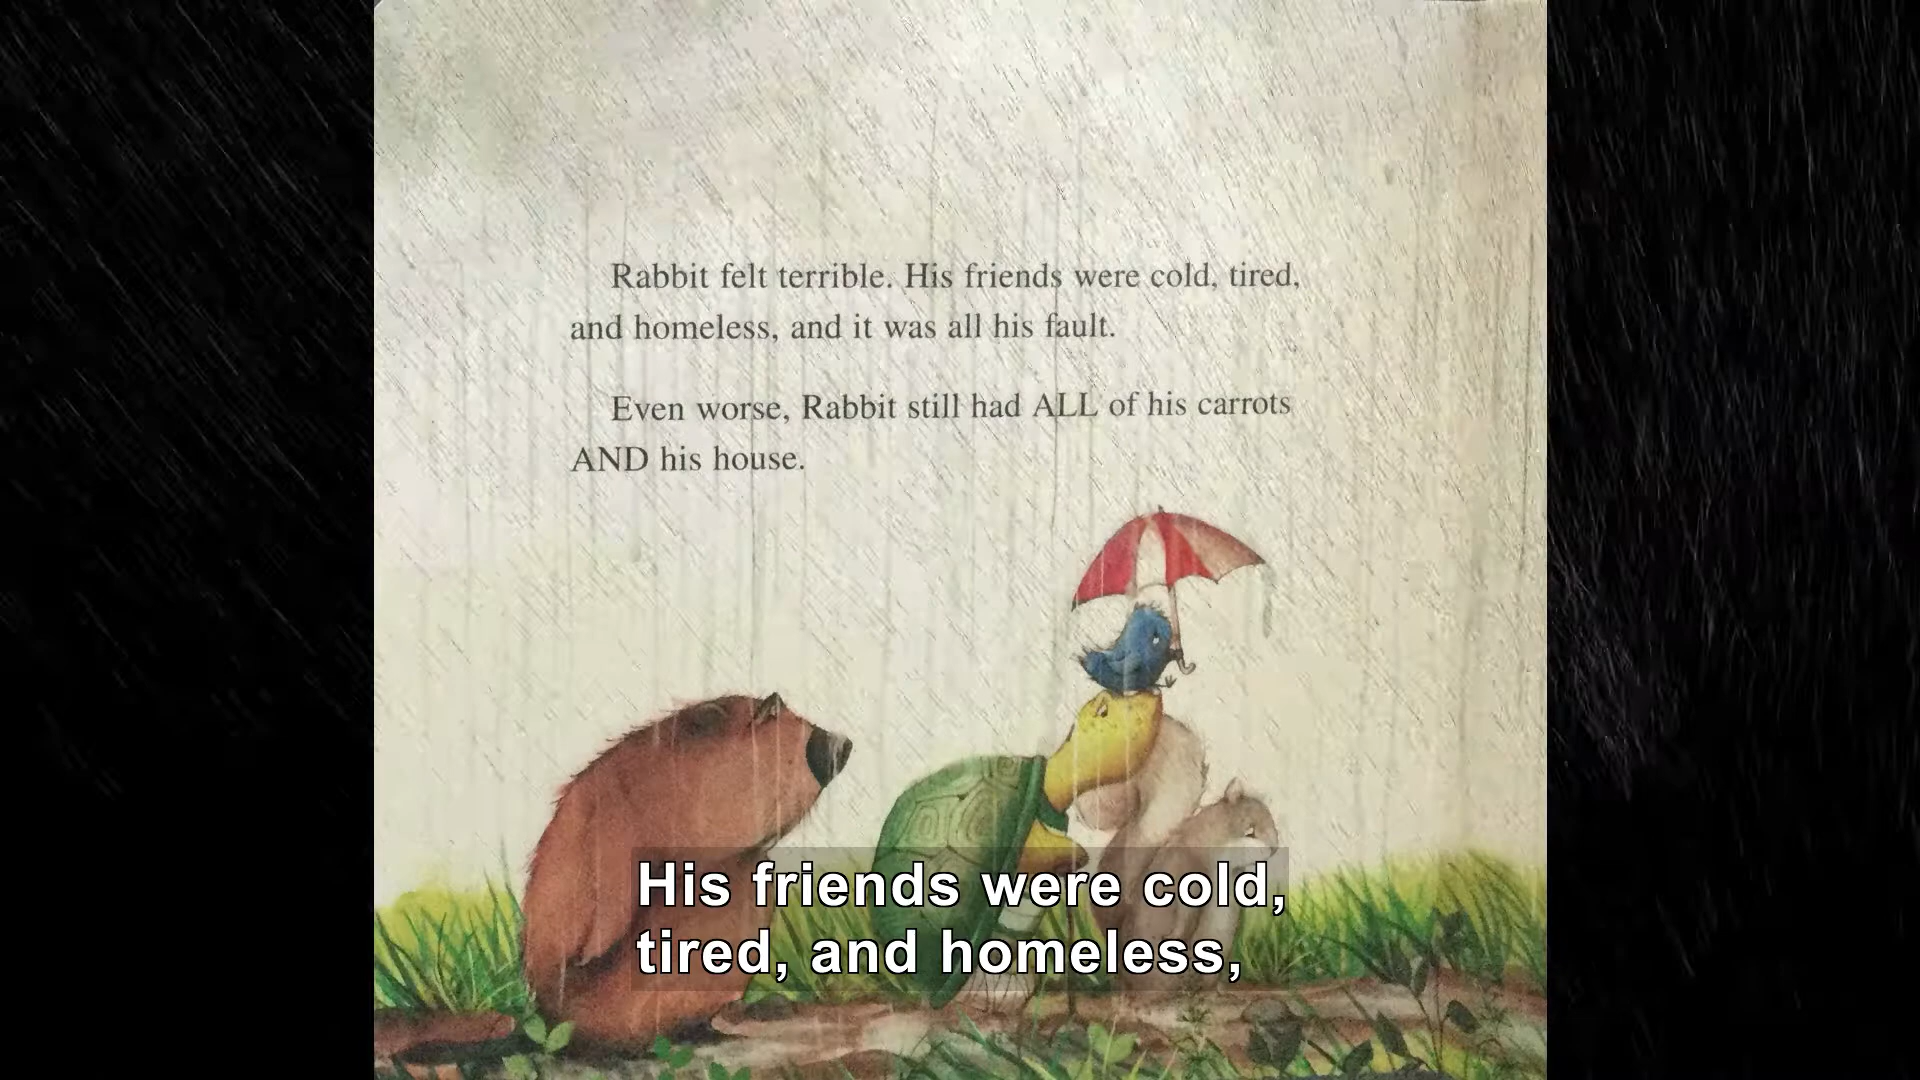 Rabbit felt terrible. His friends were cold, tired,
and homeless, and it was all his fault.
Even worse, Rabbit still had ALL of his carrots
AND his house.
His friends were cold,
tired, and homeless,